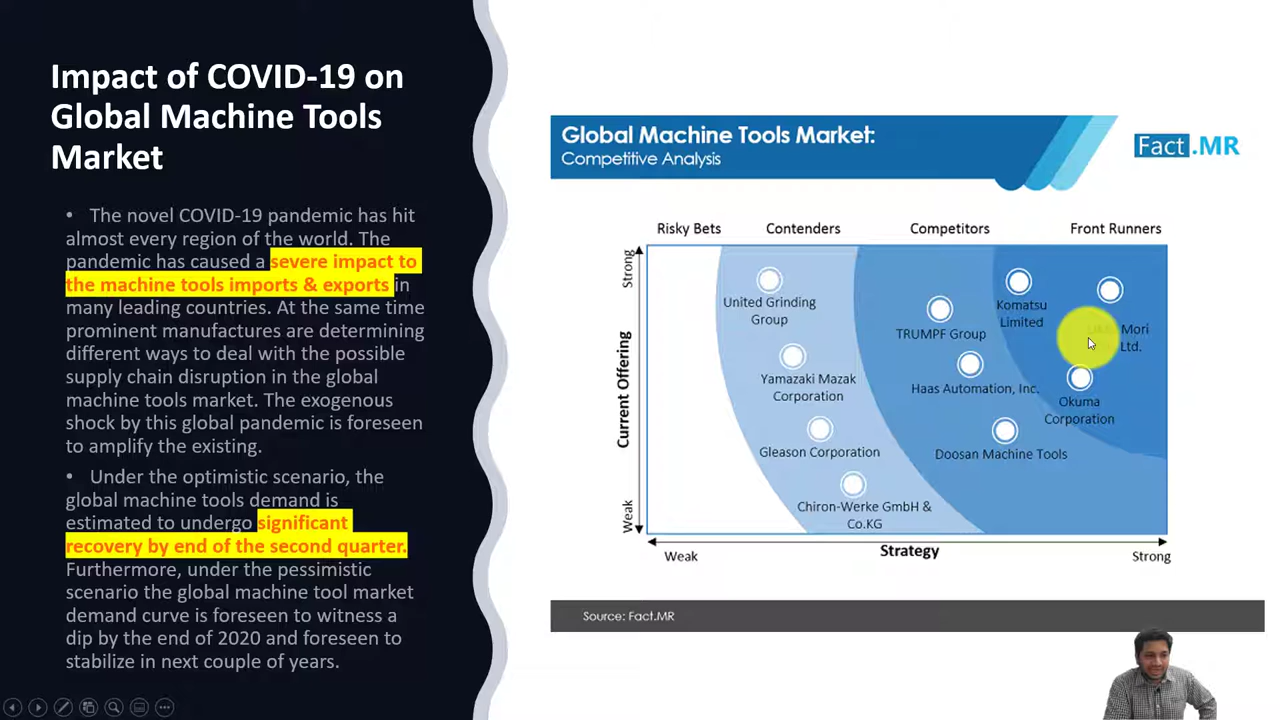 Impact of COVID-19 on
Global Machine Tools
Market
• The novel COVID-19 pandemic has hit
almost every region of the world. The
pandemic has caused a severe impact to
the machine tools imports & exports in
many leading countries. At the same time
prominent manufactures are determining
different ways to deal with the possible
supply chain disruption in the global
machine tools market. The exogenous
shock by this global pandemic is foreseen
to amplify the existing.
• Under the optimistic scenario, the
global machine tools demand is
estimated to undergo significant
recovery by end of the second quarter.
Furthermore, under the pessimistic
scenario the global machine tool market
demand curve is foreseen to witness a
dip by the end of 2020 and foreseen to
stabilize in next couple of years.
Global Machine Tools Market:
Competitive Analysis
Fact.MR
Risky Bets Contenders Competitors Front Runners
Strong
Current Offering
Weak
United Grinding
Group
Yamazaki Mazak
Corporation
Gleason Corporation
Chiron-Werke GmbH &
Co.KG
TRUMPF Group
Haas Automation, Inc.
Doosan Machine Tools
Komatsu
Limited
Mori
Ltd.
Okuma
Corporation
Weak Strategy Strong
Source: Fact.MR